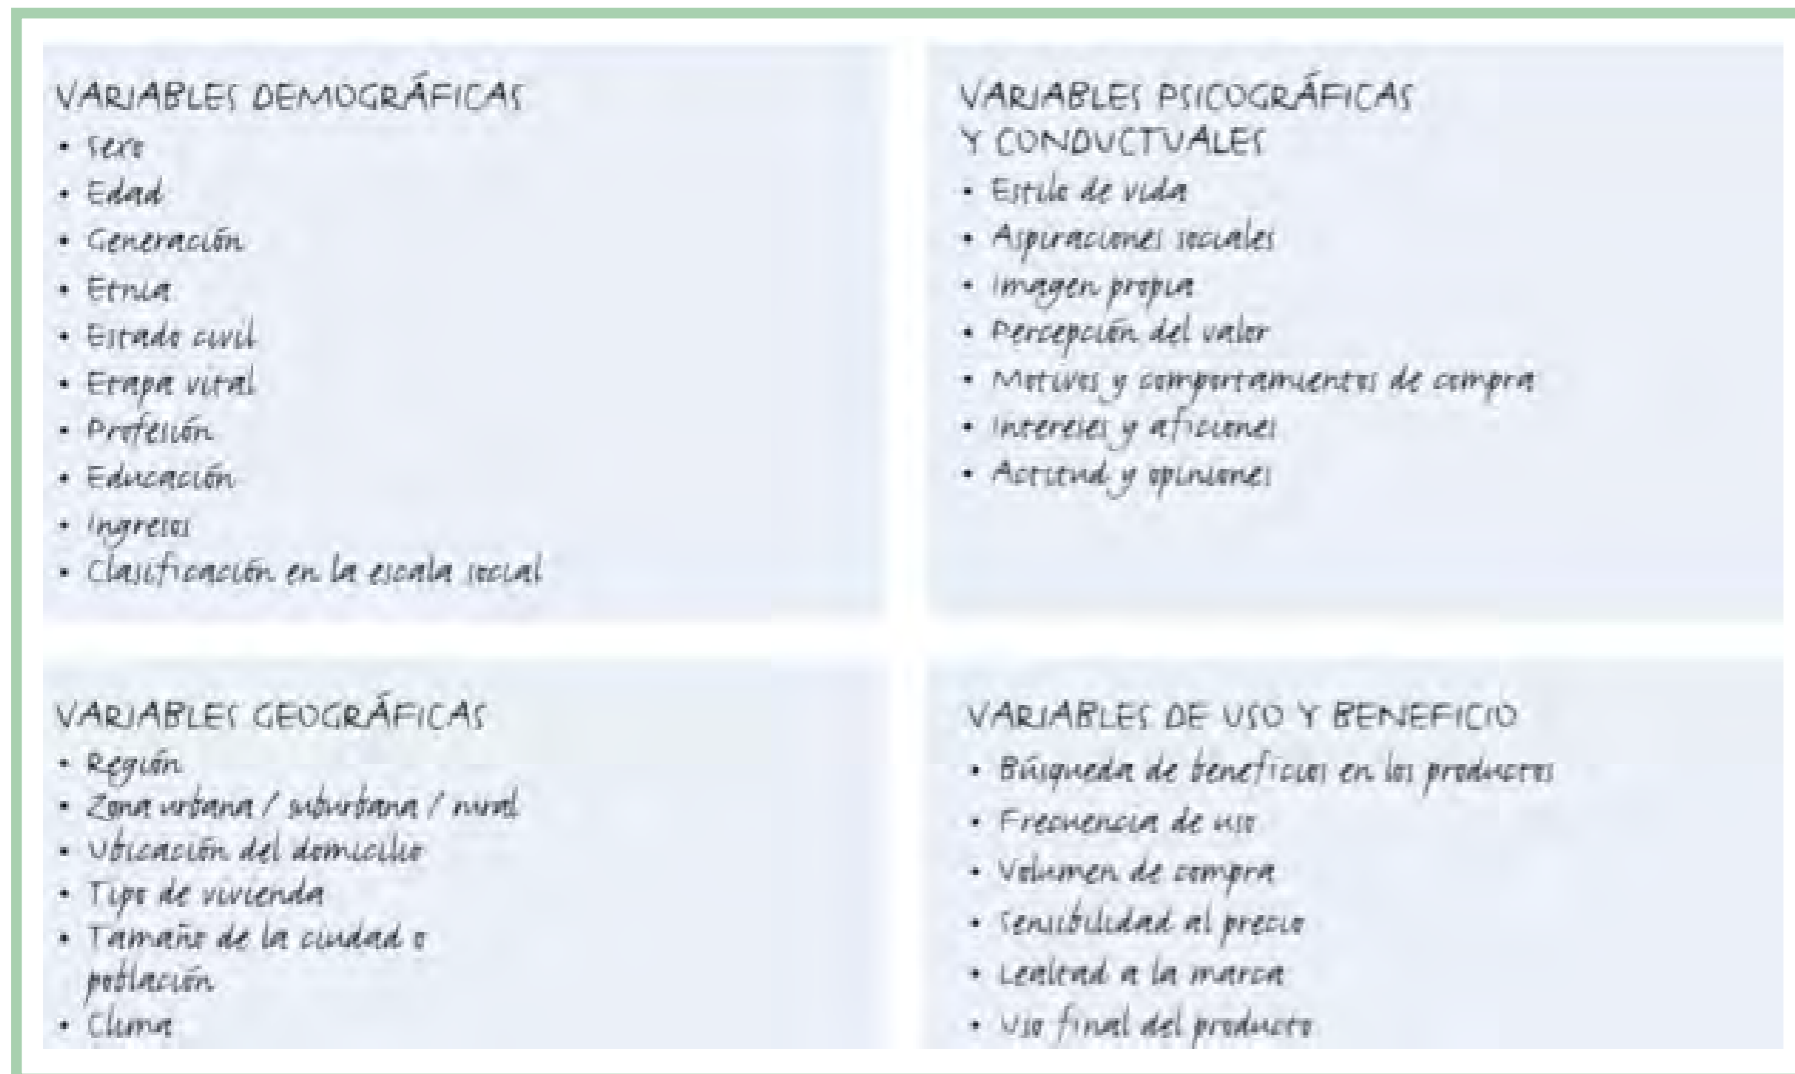 VARIABLES DEMOGRÁFICAS
• Sexo
• Edad
• Generación
• Etnia
• Estado civil
• Etapa vital
• Profesión
• Educación
• Ingresos
• Clasificación en la escala social
VARIABLES PSICOGRÁFICAS
Y CONDUCTUALES
• Estilo de vida
• Aspiraciones sociales
• Imagen propia
• Percepción del valor
• Motivos y comportamientos de compra
• Intereses y aficiones
• Actitud y opiniones
VARIABLES GEOGRÁFICAS
• Región
• Zona urbana / suburbana / rural
• Ubicación del domicilio
• Tipo de vivienda
• Tamaño de la ciudad o
población
• Clima
VARIABLES DE USO Y BENEFICIO
• Búsqueda de beneficios en los productos
• Frecuencia de uso
• Volumen de compra
• Sensibilidad al precio
• Lealtad a la marca
• Uso final del producto